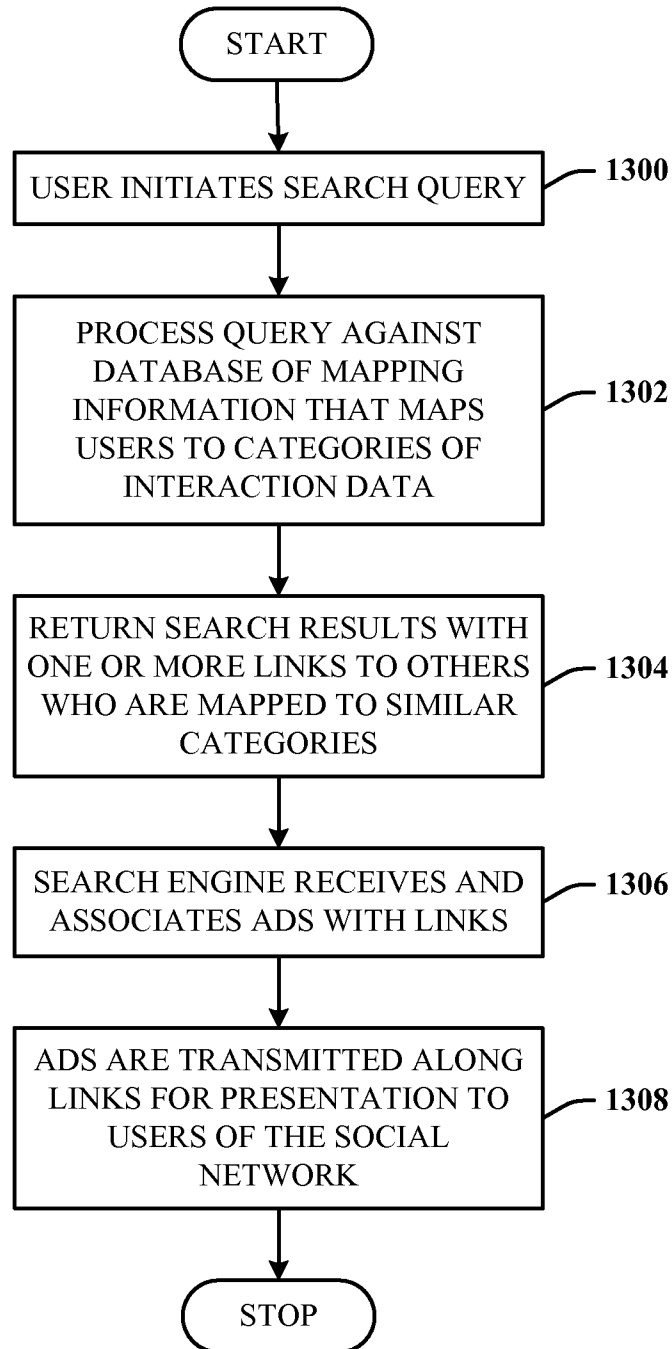 START
USER INITIATES SEARCH QUERY
1300
PROCESS QUERY AGAINST
DATABASE OF MAPPING
INFORMATION THAT MAPS
USERS TO CATEGORIES OF
INTERACTION DATA
1302
RETURN SEARCH RESULTS WITH
ONE OR MORE LINKS TO OTHERS
WHO ARE MAPPED TO SIMILAR
CATEGORIES
1304
SEARCH ENGINE RECEIVES AND
ASSOCIATES ADS WITH LINKS
1306
ADS ARE TRANSMITTED ALONG
LINKS FOR PRESENTATION TO
USERS OF THE SOCIAL
NETWORK
1308
STOP